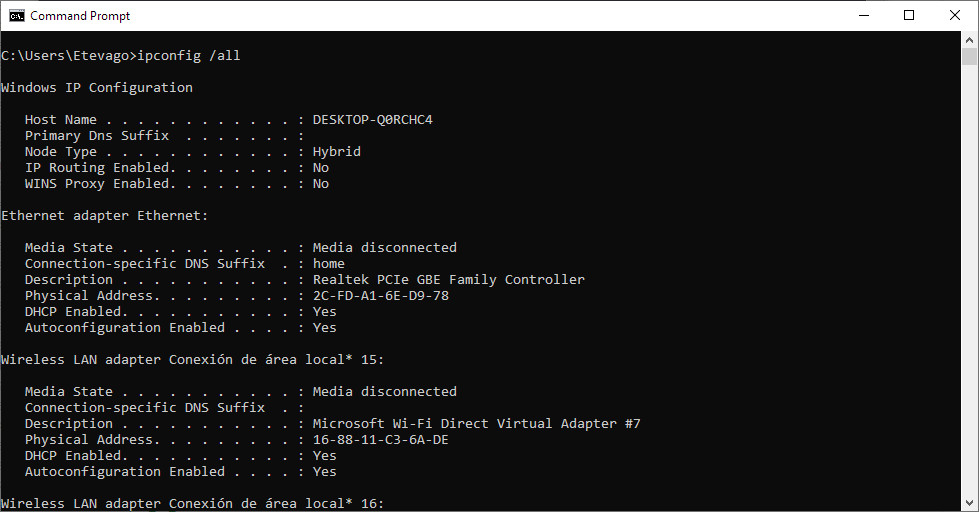 Command Prompt
C:\Users\Etevago>ipconfig /all
Windows IP Configuration
Host Name . . . . . . . . . . . . : DESKTOP-Q0RCHC4
Primary Dns Suffix  . . . . . . . :
Node Type . . . . . . . . . . . . : Hybrid
IP Routing Enabled. . . . . . . . : No
WINS Proxy Enabled. . . . . . . . : No
Ethernet adapter Ethernet:
Media State . . . . . . . . . . . : Media disconnected
Connection-specific DNS Suffix  . : home
Description . . . . . . . . . . . : Realtek PCIe GBE Family Controller
Physical Address. . . . . . . . . : 2C-FD-A1-6E-D9-78
DHCP Enabled. . . . . . . . . . . : Yes
Autoconfiguration Enabled . . . . : Yes
Wireless LAN adapter Conexión de área local* 15:
Media State . . . . . . . . . . . : Media disconnected
Connection-specific DNS Suffix  . :
Description . . . . . . . . . . . : Microsoft Wi-Fi Direct Virtual Adapter #7
Physical Address. . . . . . . . . : 16-88-11-C3-6A-DE
DHCP Enabled. . . . . . . . . . . : Yes
Autoconfiguration Enabled . . . . : Yes
Wireless LAN adapter Conexión de área local* 16: